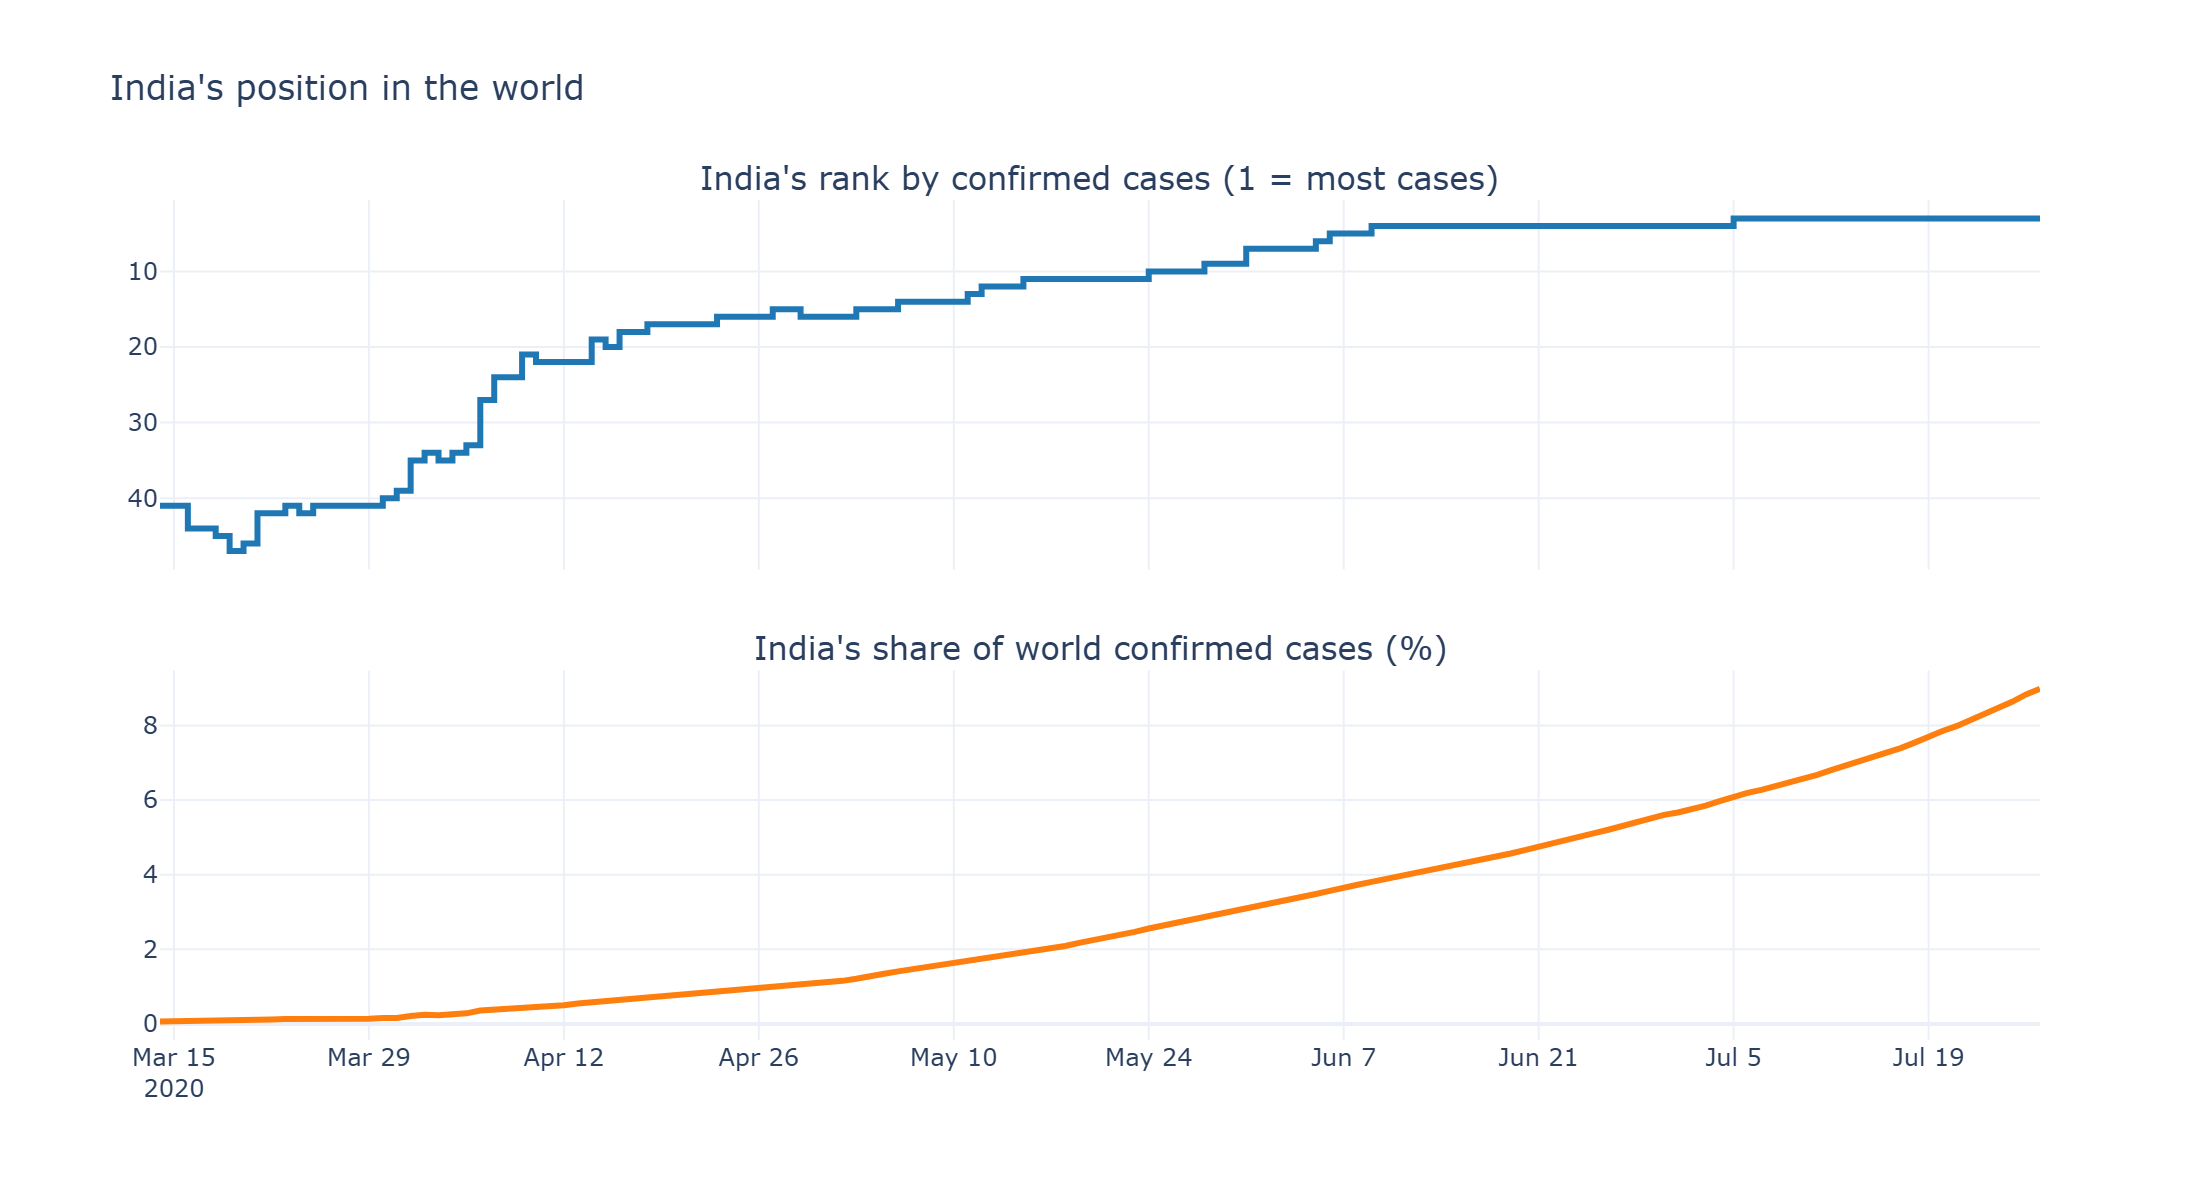 India's position in the world
India's rank by confirmed cases (1 = most cases)
10
20
30
40
India's share of world confirmed cases (%)
8
6
4
2
0
Mar 15 Mar 29 Apr 12 Apr 26 May 10 May 24 Jun 7 Jun 21 Jul 5 Jul 19
2020